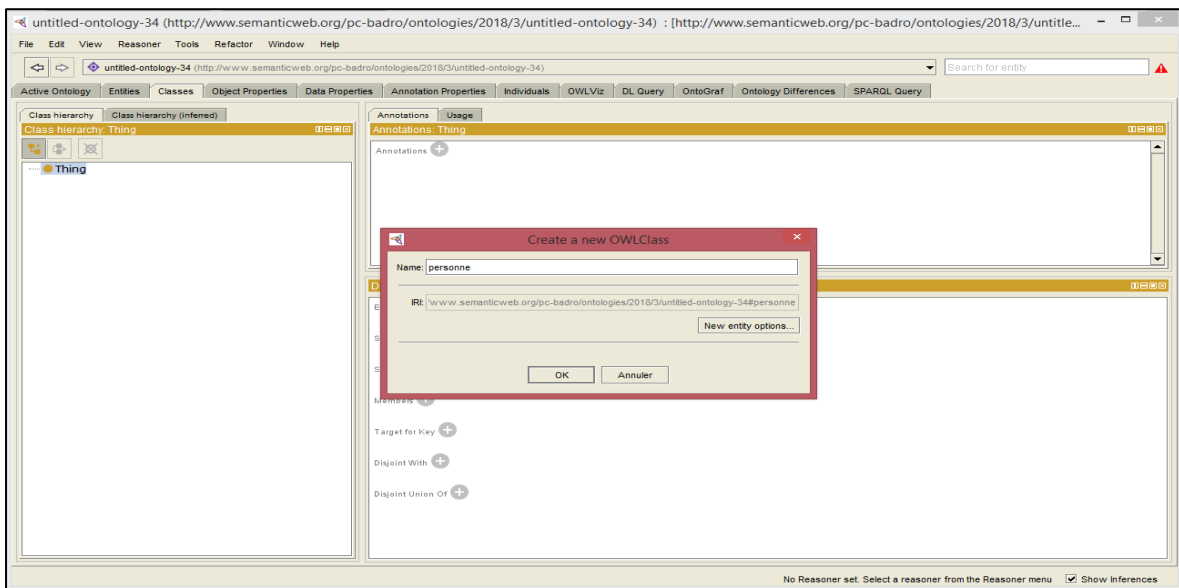 untitled-ontology-34 (http://www.semanticweb.org/pc-badro/ontologies/2018/3/untitled-ontology-34) : [http://www.semanticweb.org/pc-badro/ontologies/2018/3/untitle...
File Edit View Reasoner Tools Refactor Window Help
untitled-ontology-34 (http://www.semanticweb.org/pc-badro/ontologies/2018/3/untitled-ontology-34) Search for entity
Active Ontology Entities Classes Object Properties Data Properties Annotation Properties Individuals OWLViz DL Query OntoGraf Ontology Differences SPARQL Query
Class hierarchy Class hierarchy (inferred)
Class hierarchy: Thing
Thing
Annotations Usage
Annotations: Thing
Annotations
Create a new OWLClass
Name: personne
IRI: www.semanticweb.org/pc-badro/ontologies/2018/3/untitled-ontology-34#personne
New entity options...
OK Annuler
Members
Target for Key
Disjoint With
Disjoint Union Of
No Reasoner set. Select a reasoner from the Reasoner menu Show Inferences